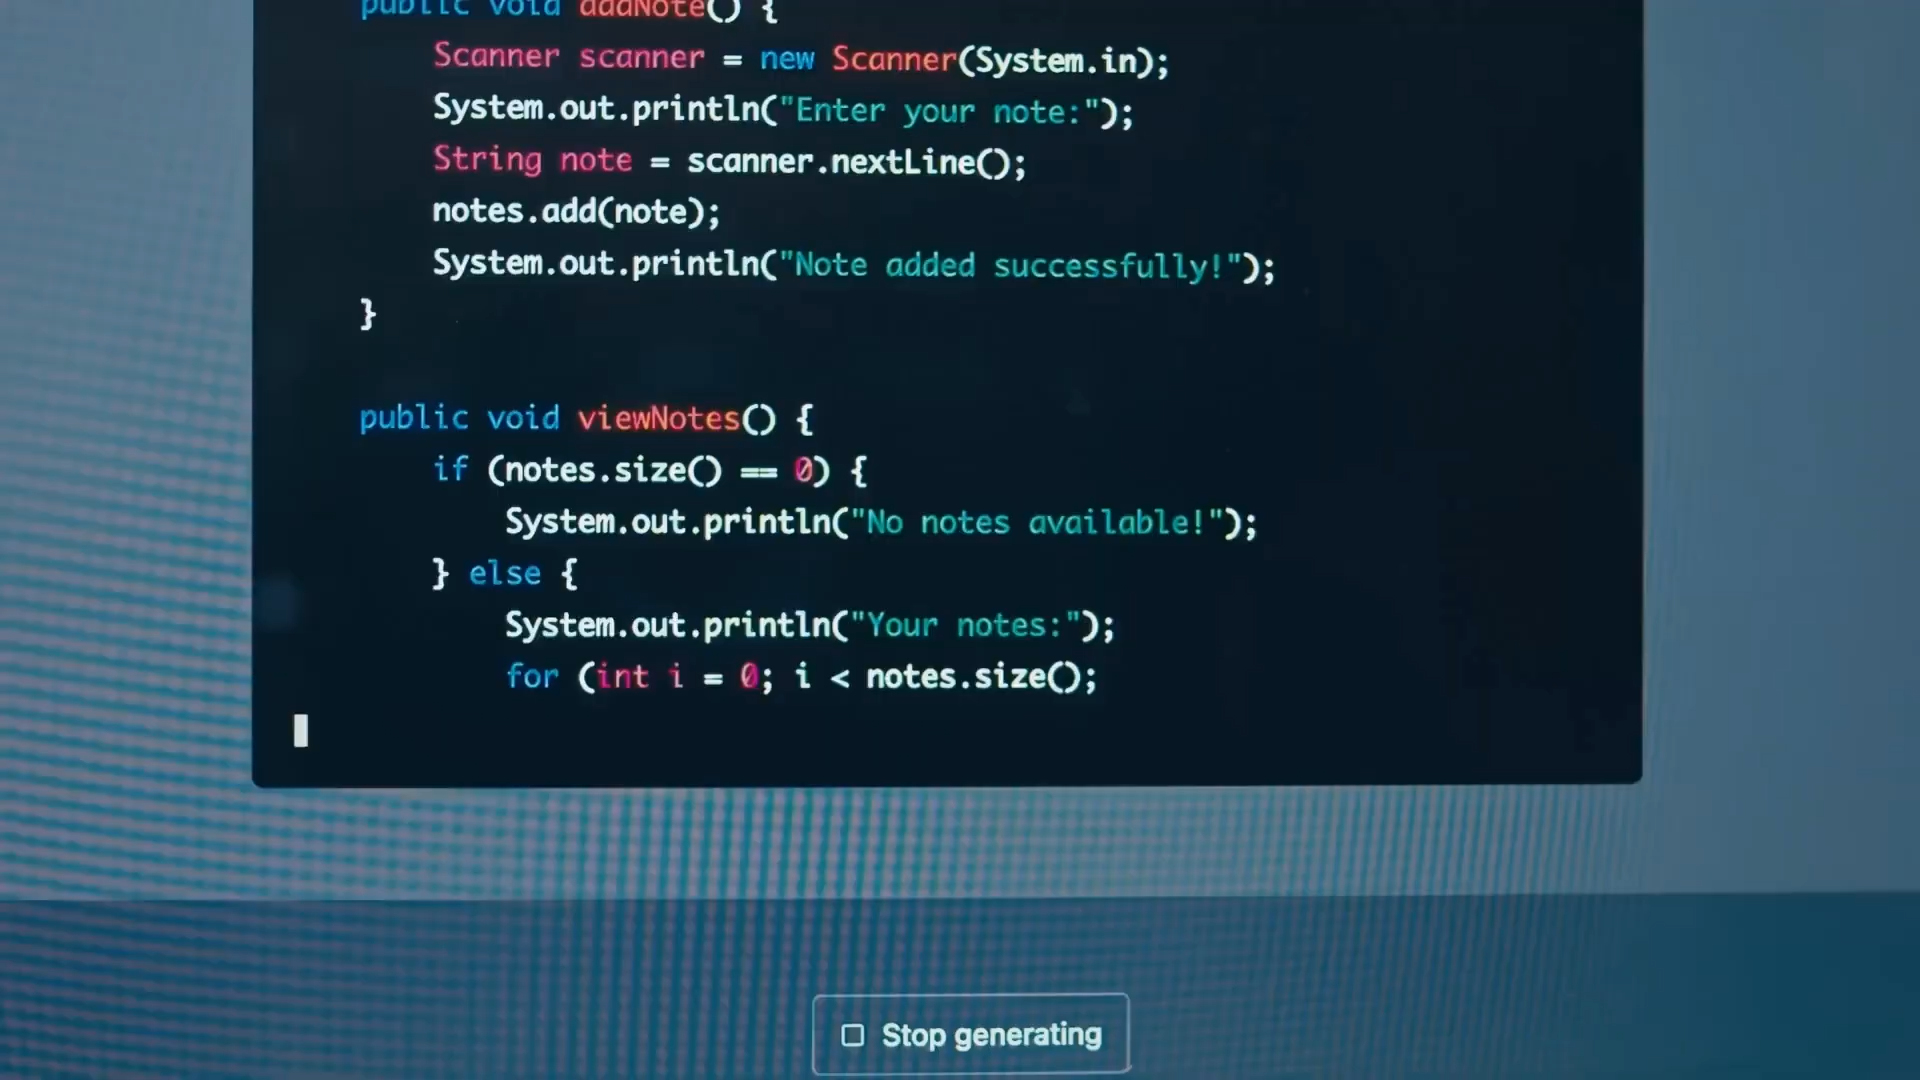 public void addNote() {
Scanner scanner = new Scanner(System.in);
System.out.println("Enter your note:");
String note = scanner.nextLine();
notes.add(note);
System.out.println("Note added successfully!");
}
public void viewNotes() {
if (notes.size() == 0) {
System.out.println("No notes available!");
} else {
System.out.println("Your notes:");
for (int i = 0; i < notes.size();
Stop generating